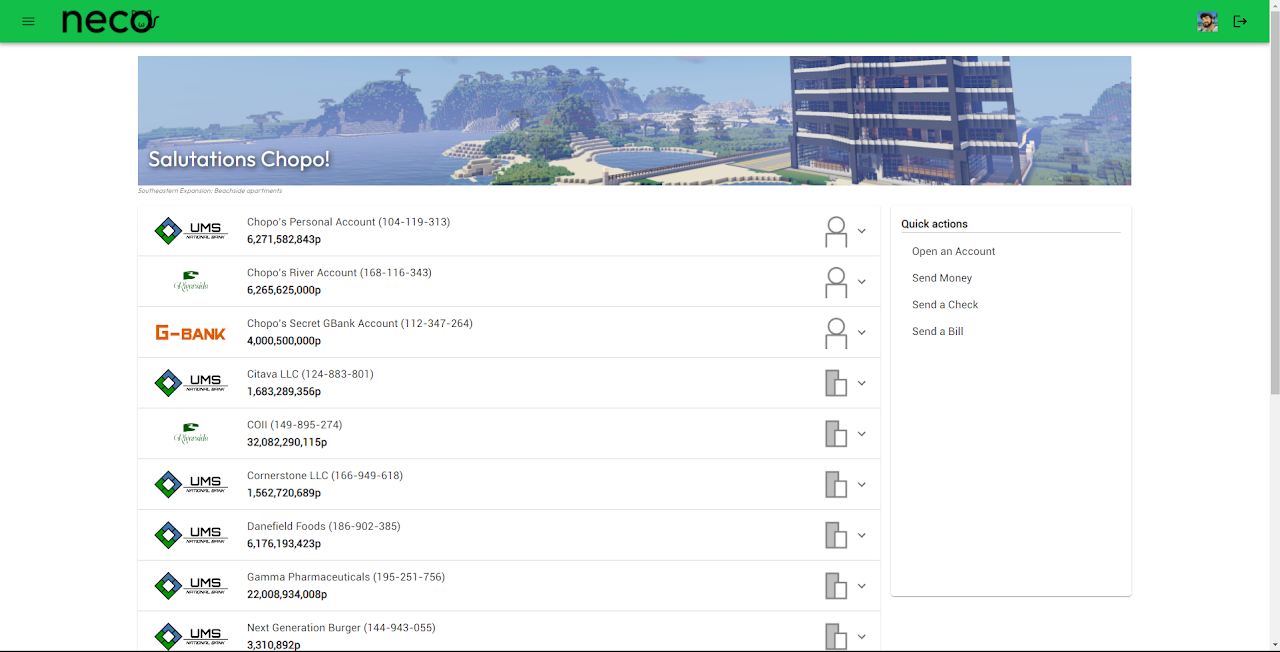 neco
Salutations Chopo!
Southeastern Expansion: Beachside apartments
UMS
NATIONAL BANK
Chopo's Personal Account (104-119-313)
6,271,582,843p
Riverside
Chopo's River Account (168-116-343)
6,265,625,000p
G-BANK
Chopo's Secret GBank Account (112-347-264)
4,000,500,000p
UMS
NATIONAL BANK
Citava LLC (124-883-801)
1,683,289,356p
Riverside
COII (149-895-274)
32,082,290,115p
UMS
NATIONAL BANK
Cornerstone LLC (166-949-618)
1,562,720,689p
UMS
NATIONAL BANK
Danefield Foods (186-902-385)
6,176,193,423p
UMS
NATIONAL BANK
Gamma Pharmaceuticals (195-251-756)
22,008,934,008p
UMS
NATIONAL BANK
Next Generation Burger (144-943-055)
3,310,892p
Quick actions
Open an Account
Send Money
Send a Check
Send a Bill